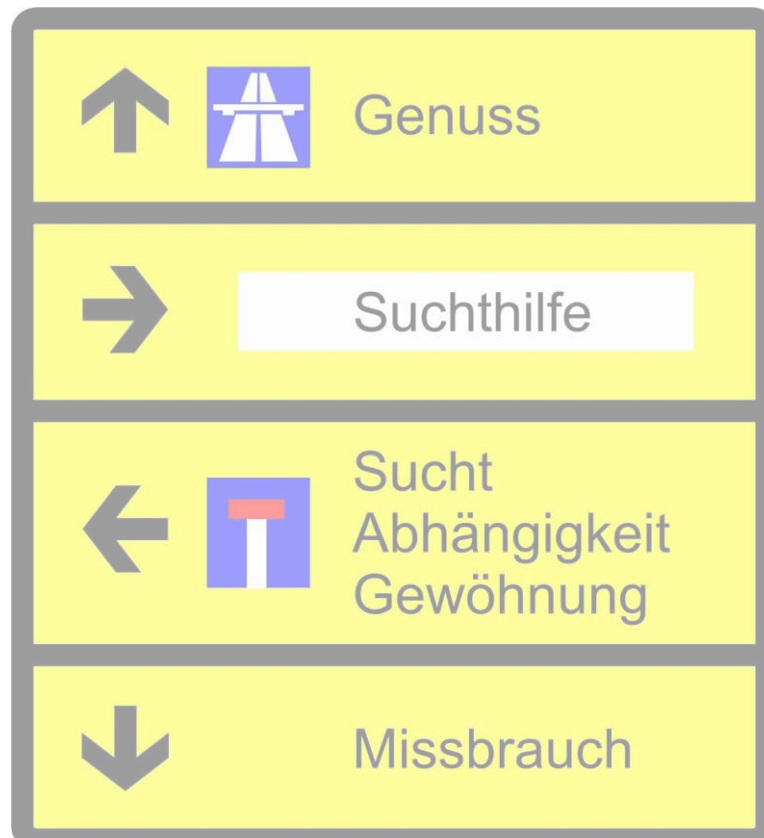 Genuss
Suchthilfe
Sucht
Abhängigkeit
Gewöhnung
Missbrauch